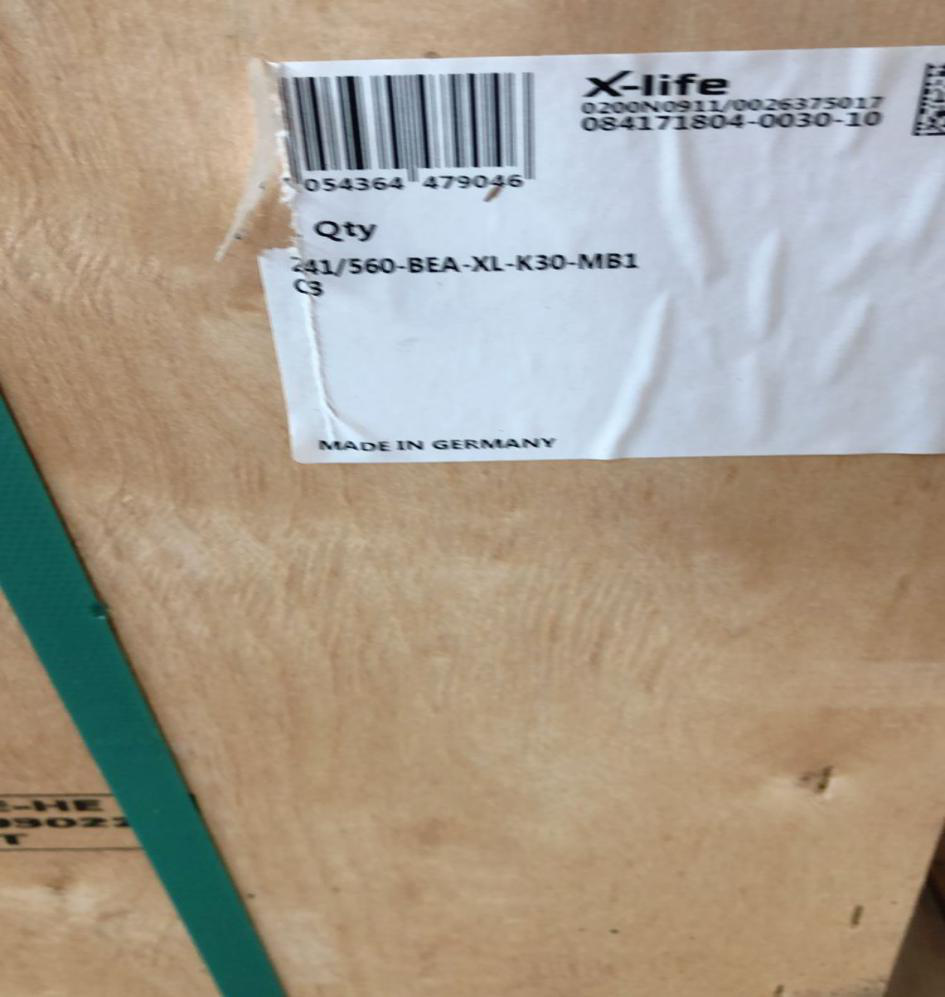 X-life
0200N0911/0026375017
084171804-0030-10
054364 479046
Qty
241/560-BEA-XL-K30-MB1
C3
MADE IN GERMANY
-HE
T